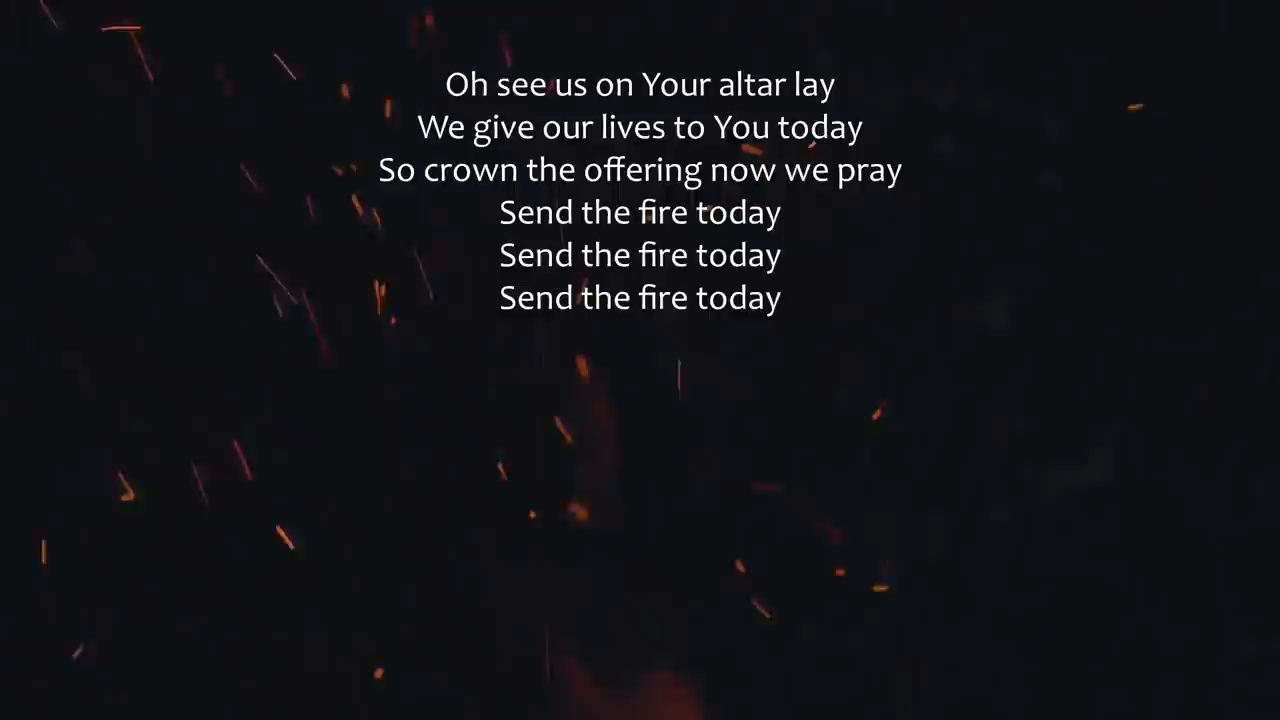 Oh see us on Your altar lay
We give our lives to You today
So crown the offering now we pray
Send the fire today
Send the fire today
Send the fire today